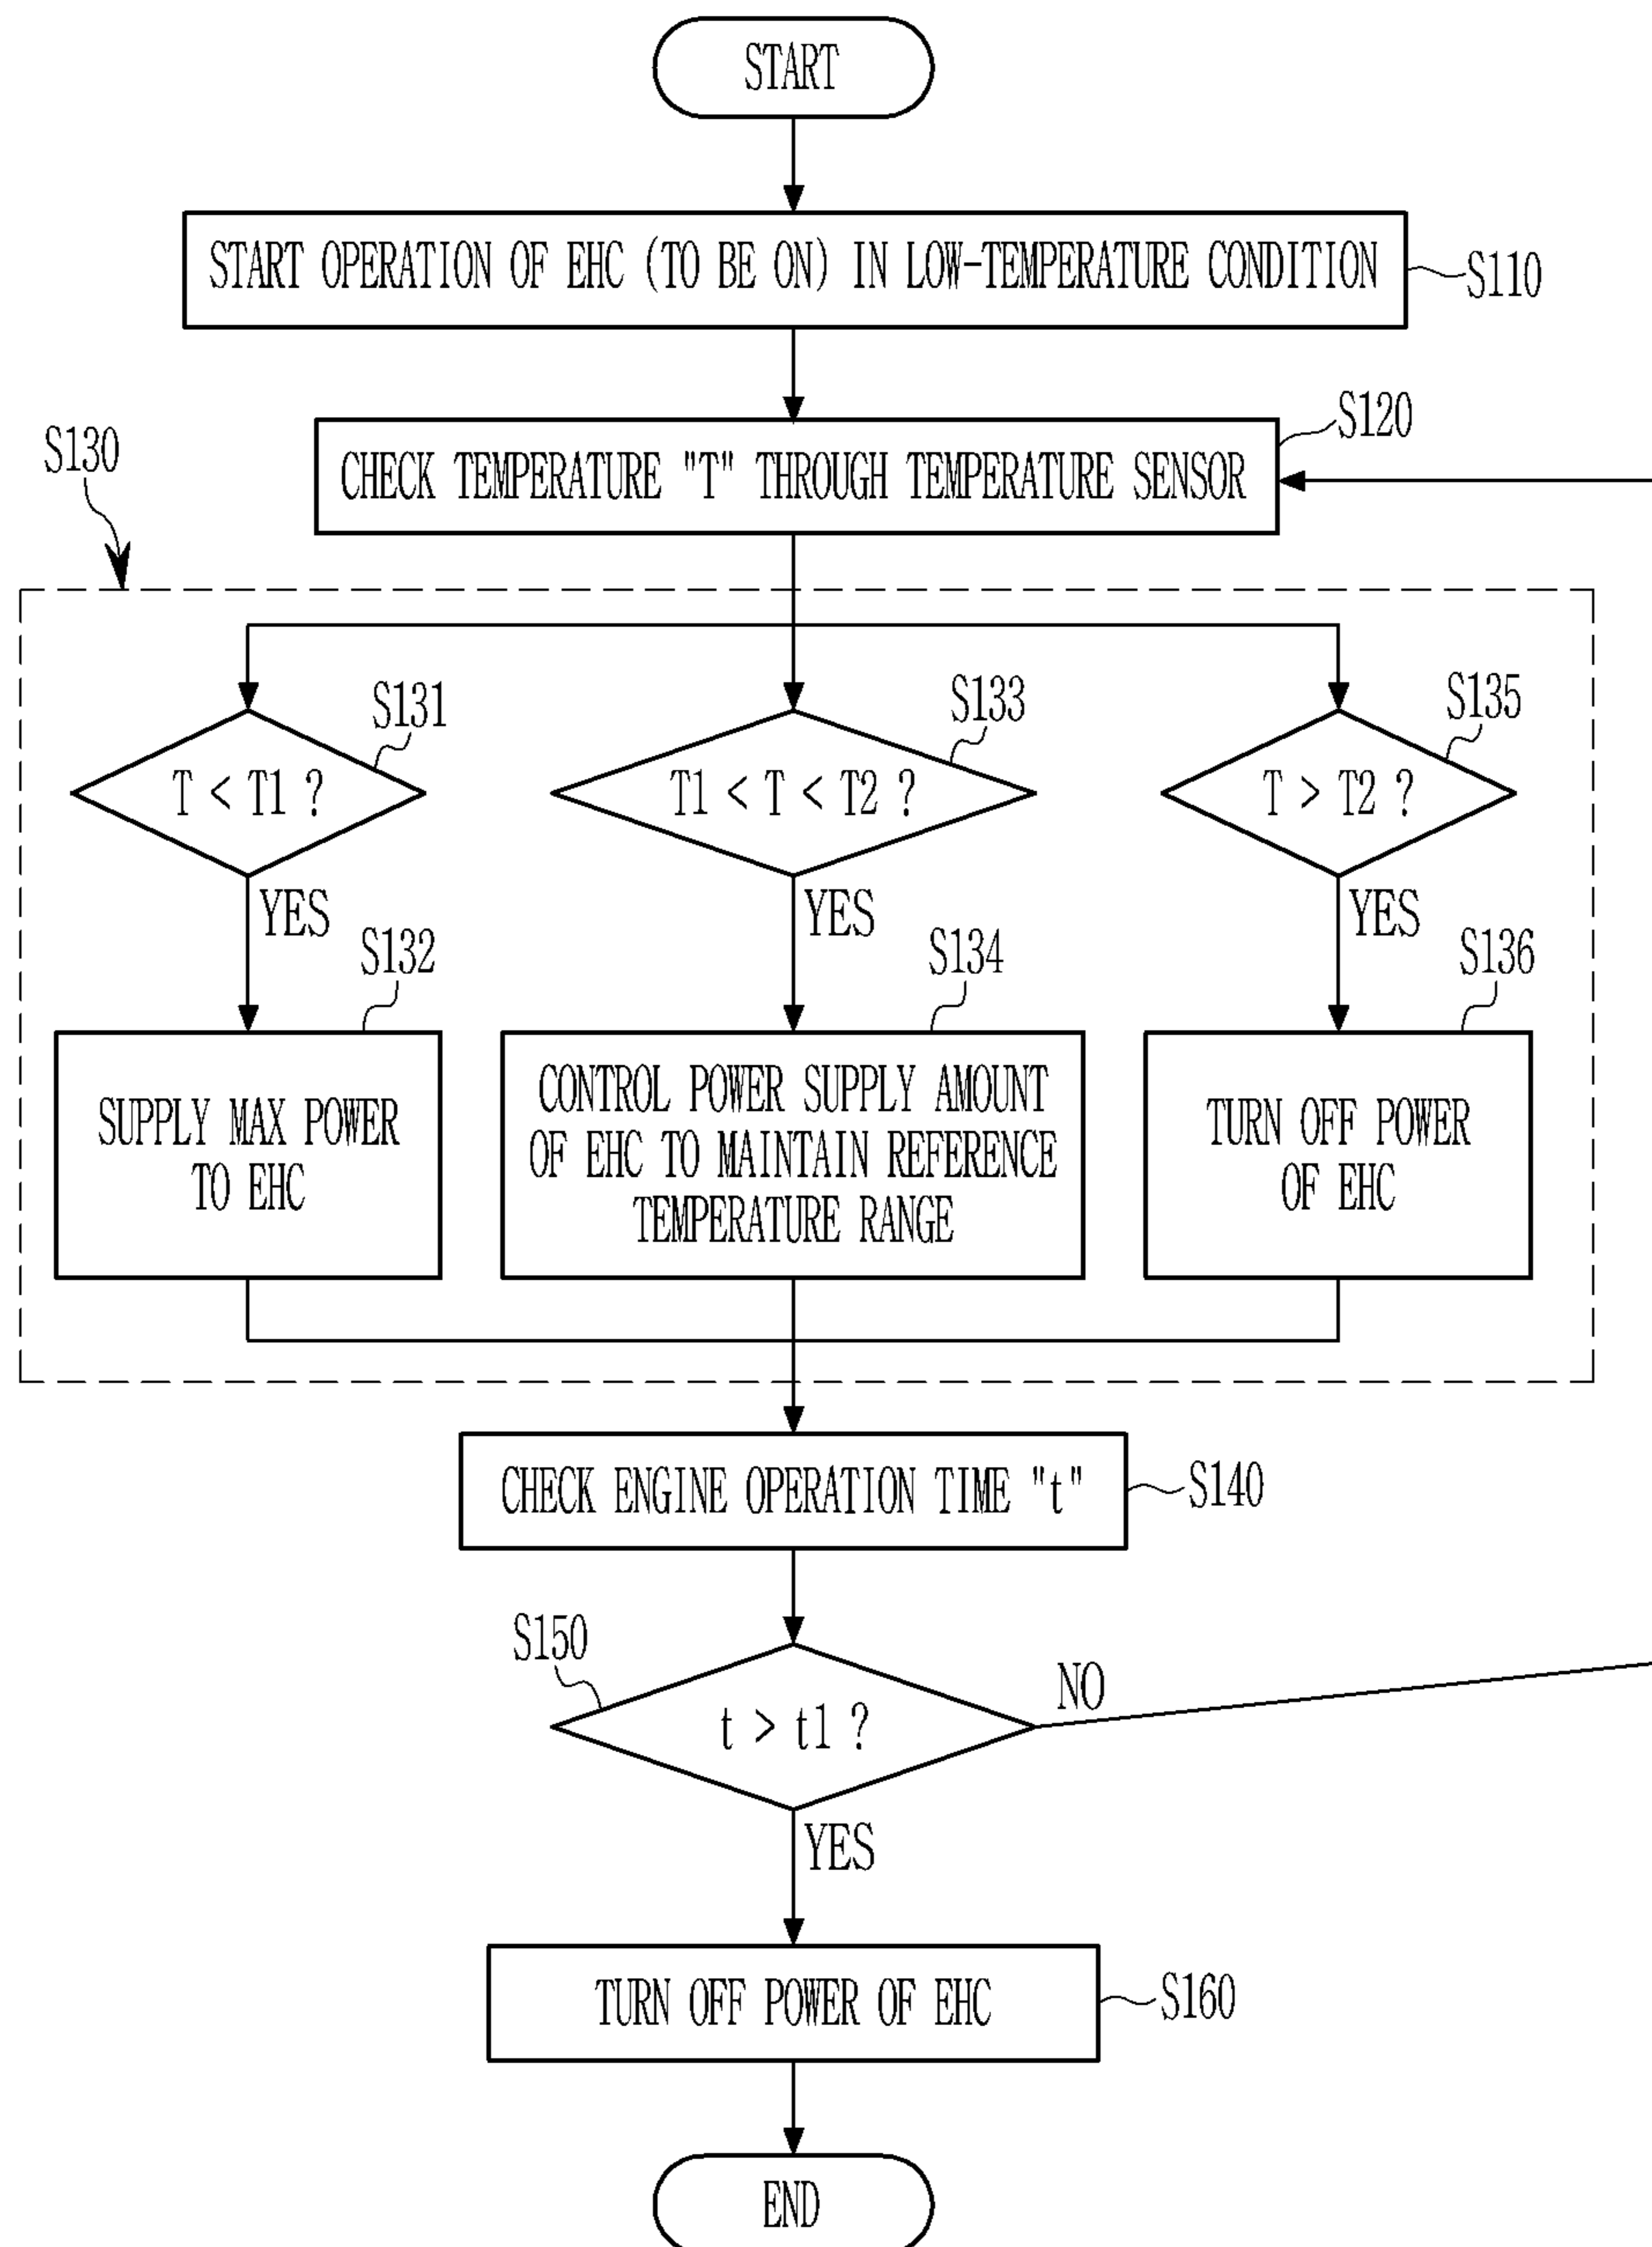 START
START OPERATION OF EHC (TO BE ON) IN LOW-TEMPERATURE CONDITION
S110
S120
CHECK TEMPERATURE "T" THROUGH TEMPERATURE SENSOR
S130
S131
S133
S135
T < T1 ?
T1 < T < T2 ?
T > T2 ?
YES
YES
YES
S132
S134
S136
SUPPLY MAX POWER
TO EHC
CONTROL POWER SUPPLY AMOUNT
OF EHC TO MAINTAIN REFERENCE
TEMPERATURE RANGE
TURN OFF POWER
OF EHC
CHECK ENGINE OPERATION TIME "t"
S140
S150
t > t1 ?
NO
YES
TURN OFF POWER OF EHC
S160
END